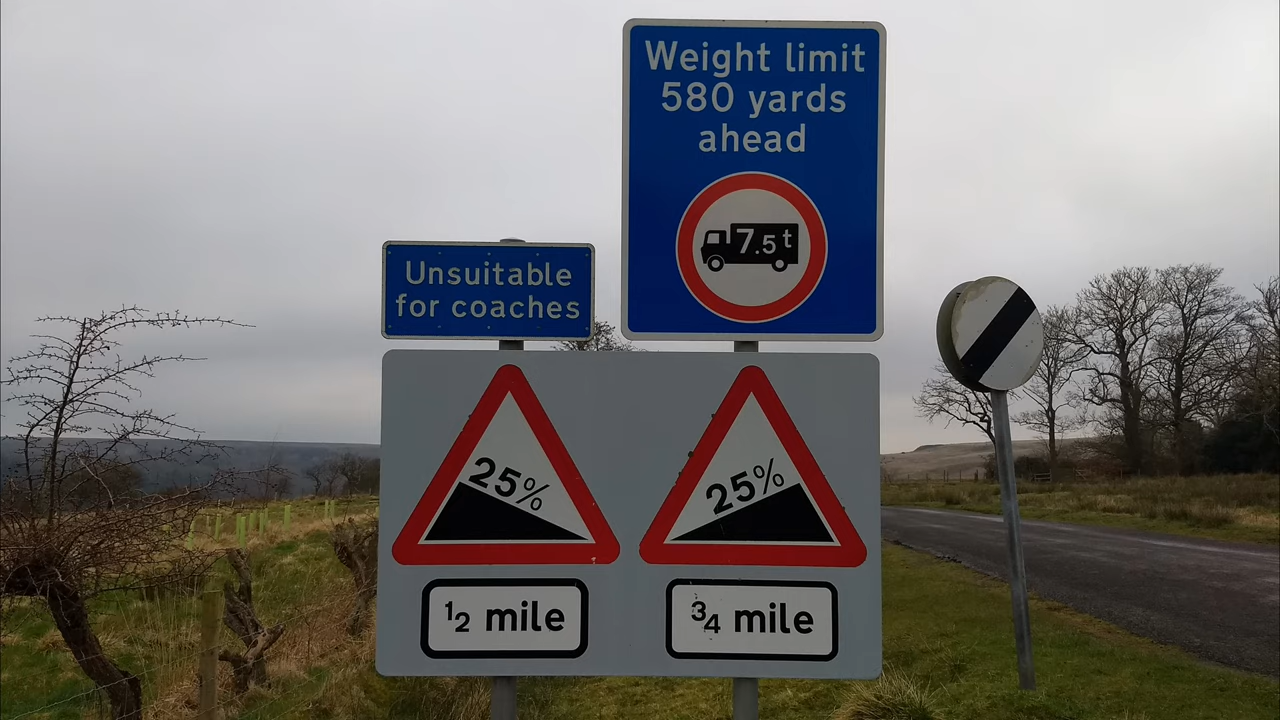 Weight limit
580 yards
ahead
7.5t
Unsuitable
for coaches
25%
25%
1/2 mile
3/4 mile